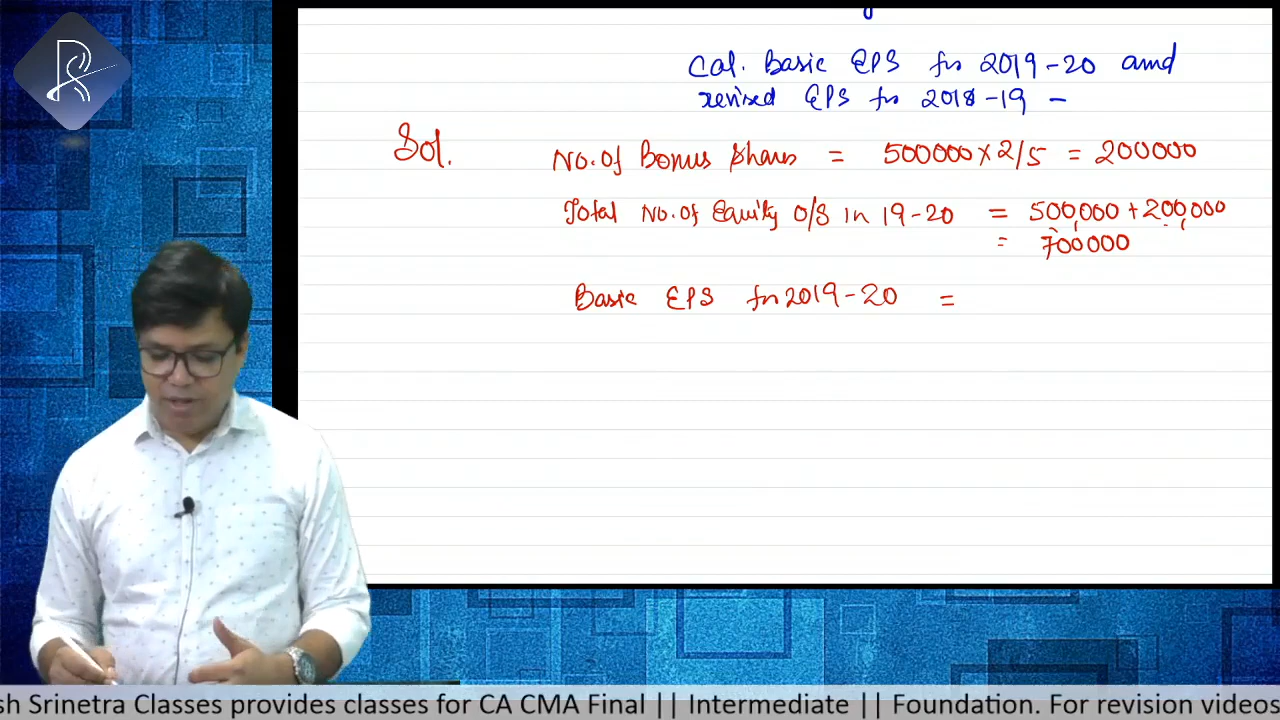 Cal. Basic EPS for 2019-20 and
revised EPS for 2018-19 -
Sol.
No. of Bonus Shares = 500000 x 2/5 = 200000
Total No. of Equity O/S in 19-20 = 500,000 + 200,000
= 700000
Basic EPS for 2019-20 =
RS
sh Srinetra Classes provides classes for CA CMA Final || Intermediate || Foundation. For revision videos